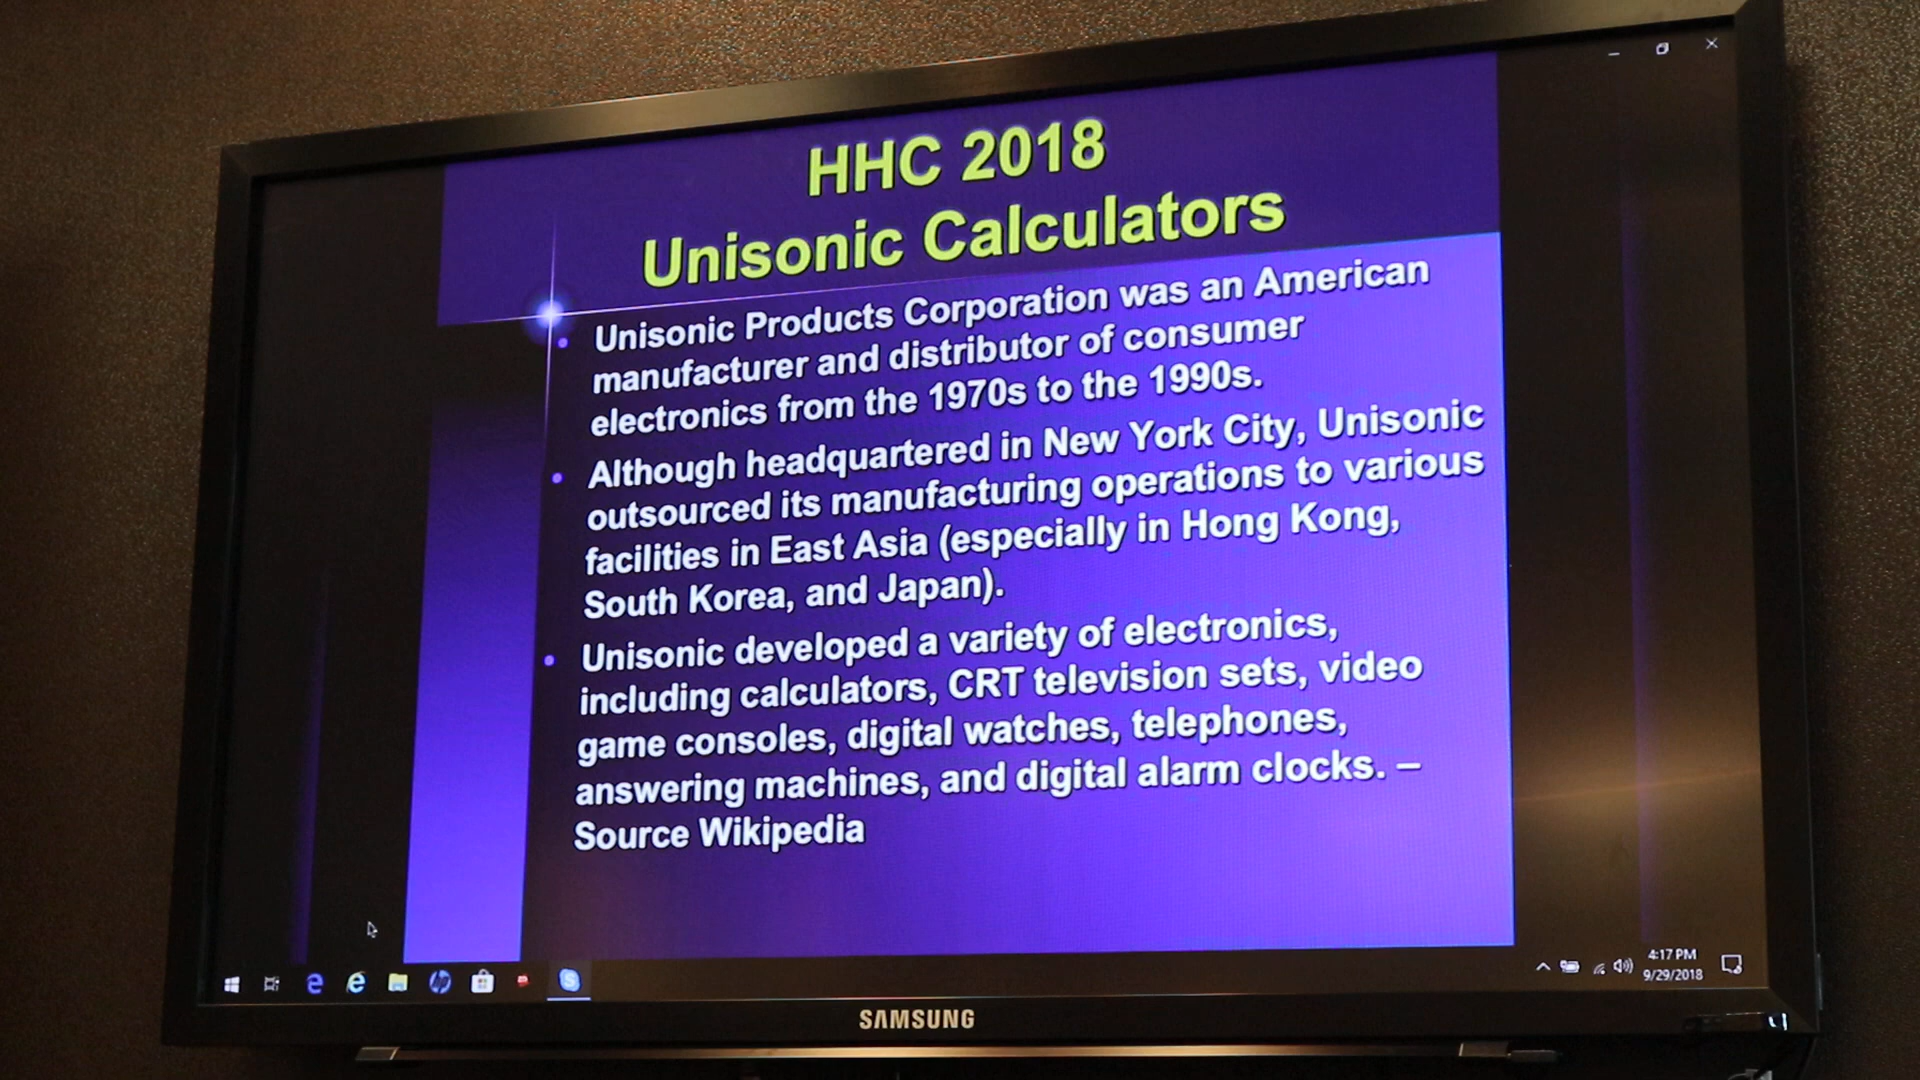 HHC 2018
Unisonic Calculators
• Unisonic Products Corporation was an American
manufacturer and distributor of consumer
electronics from the 1970s to the 1990s.
• Although headquartered in New York City, Unisonic
outsourced its manufacturing operations to various
facilities in East Asia (especially in Hong Kong,
South Korea, and Japan).
• Unisonic developed a variety of electronics,
including calculators, CRT television sets, video
game consoles, digital watches, telephones,
answering machines, and digital alarm clocks. –
Source Wikipedia
4:17 PM
9/29/2018
SAMSUNG